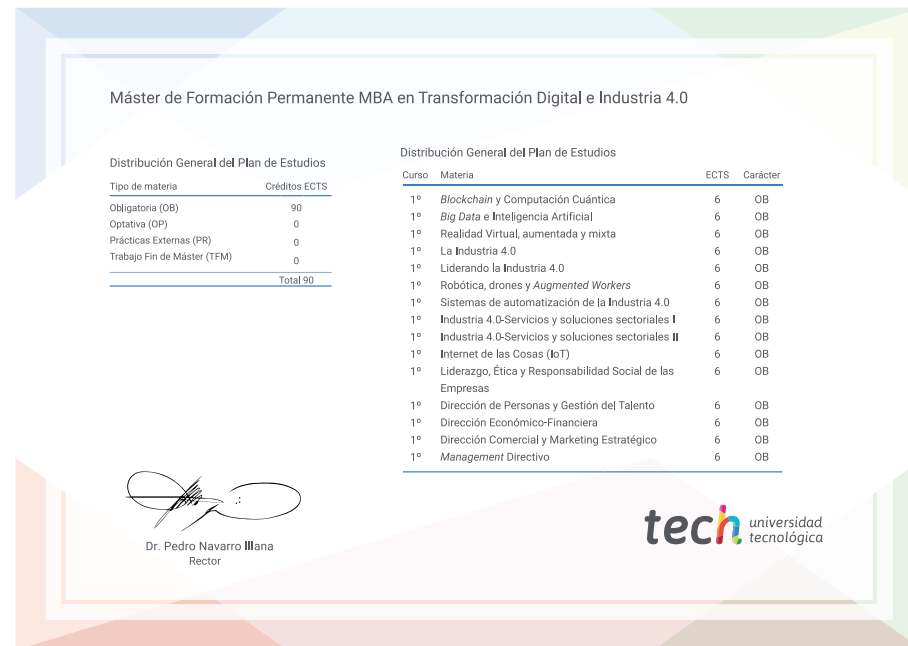 Máster de Formación Permanente MBA en Transformación Digital e Industria 4.0
Distribución General del Plan de Estudios
Tipo de materia Créditos ECTS
Obligatoria (OB) 90
Optativa (OP) 0
Prácticas Externas (PR) 0
Trabajo Fin de Máster (TFM) 0
Total 90
Distribución General del Plan de Estudios
Curso Materia ECTS Carácter
1º Blockchain y Computación Cuántica 6 OB
1º Big Data e Inteligencia Artificial 6 OB
1º Realidad Virtual, aumentada y mixta 6 OB
1º La Industria 4.0 6 OB
1º Liderando la Industria 4.0 6 OB
1º Robótica, drones y Augmented Workers 6 OB
1º Sistemas de automatización de la Industria 4.0 6 OB
1º Industria 4.0-Servicios y soluciones sectoriales I 6 OB
1º Industria 4.0-Servicios y soluciones sectoriales II 6 OB
1º Internet de las Cosas (IoT) 6 OB
1º Liderazgo, Ética y Responsabilidad Social de las 6 OB
Empresas
1º Dirección de Personas y Gestión del Talento 6 OB
1º Dirección Económico-Financiera 6 OB
1º Dirección Comercial y Marketing Estratégico 6 OB
1º Management Directivo 6 OB
Dr. Pedro Navarro Illana
Rector
tech universidad
tecnológica